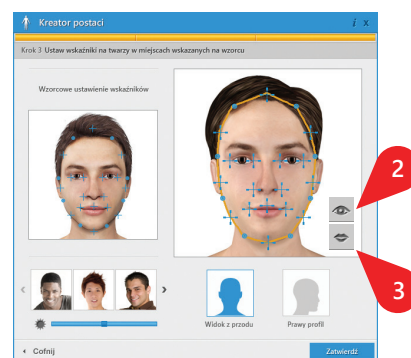 Kreator postaci
i x
Krok 3 Ustaw wskaźniki na twarzy w miejscach wskazanych na wzorcu
Wzorcowe ustawienie wskaźników
2
3
Widok z przodu
Prawy profil
Cofnij
Zatwierdź